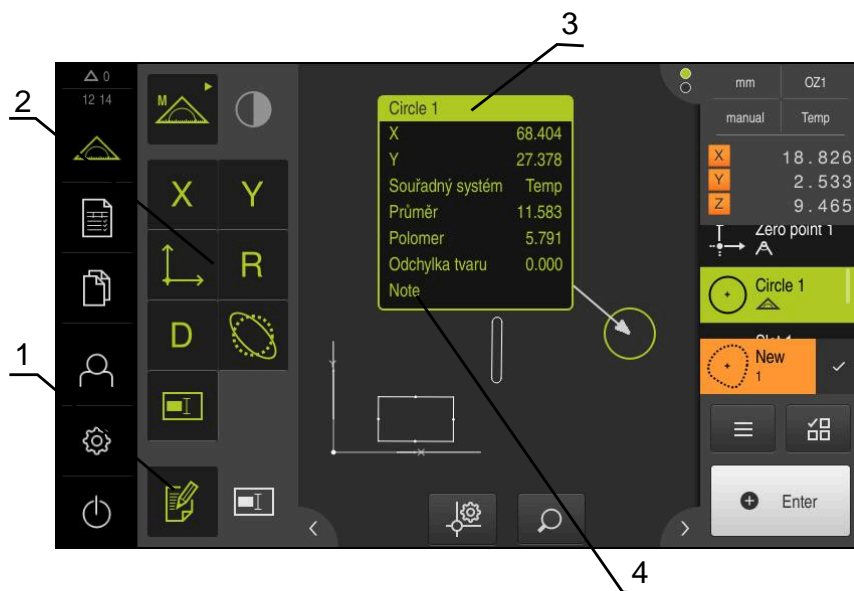 3
2
1
4
0
12 14
M
X
Y
R
D
Circle 1
X 68.404
Y 27.378
Souřadný systém Temp
Průměr 11.583
Polomer 5.791
Odchylka tvaru 0.000
Note
Y
X
mm OZ1
manual Temp
X 18.826
Y 2.533
Z 9.465
Zero point 1
Circle 1
New
1
Enter